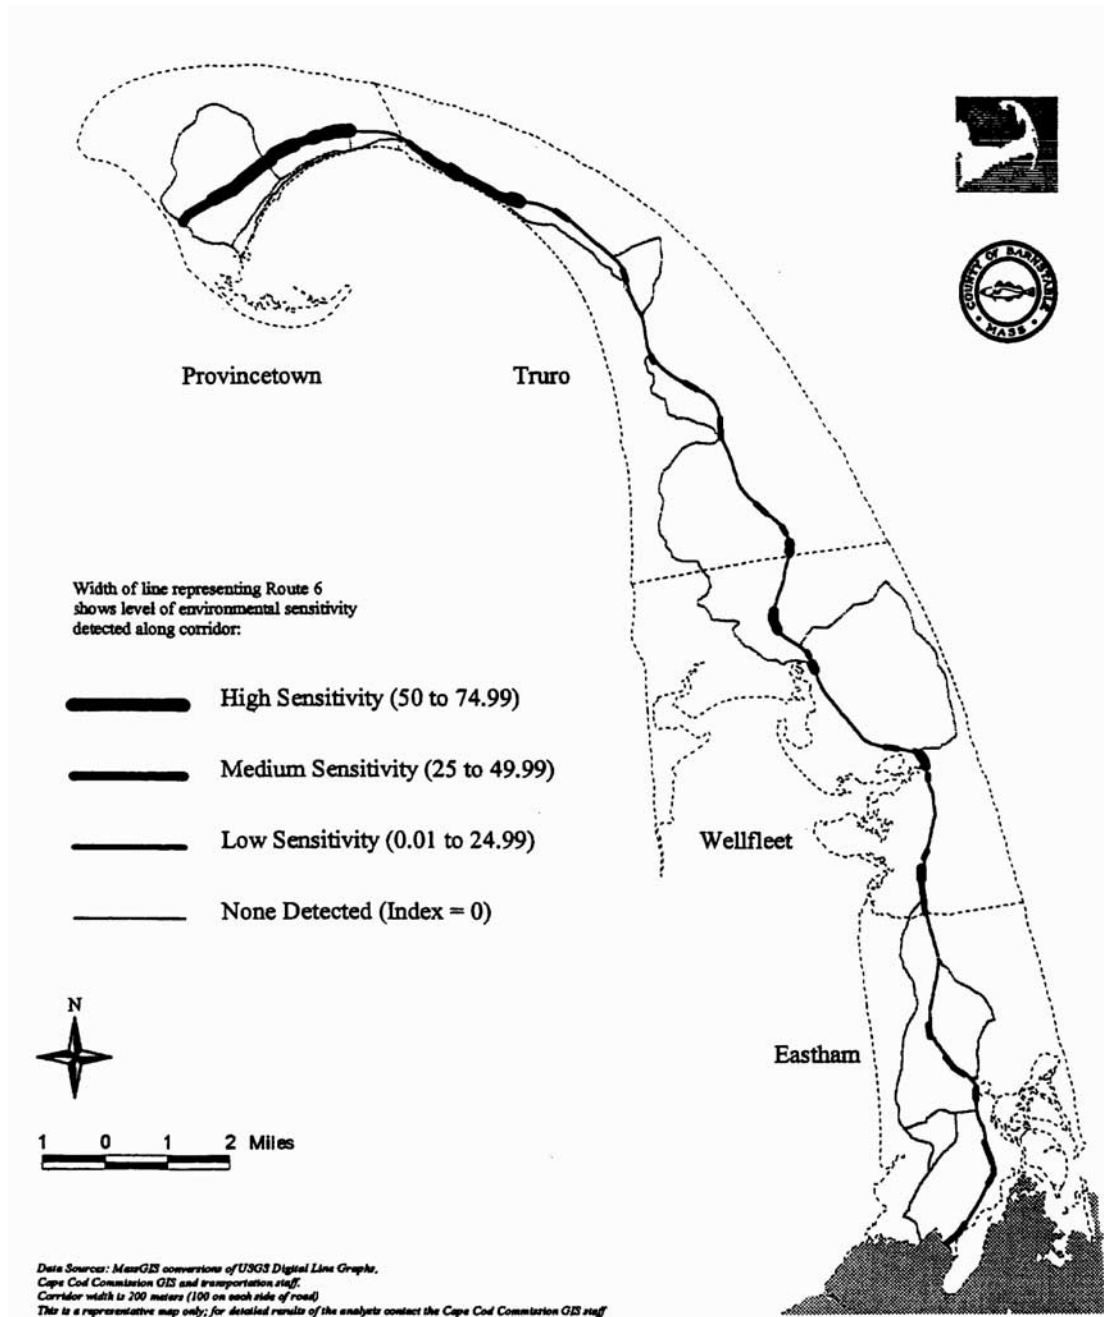 COUNTY OF BARNSTABLE
• MASS •
Provincetown
Truro
Width of line representing Route 6
shows level of environmental sensitivity
detected along corridor:
High Sensitivity (50 to 74.99)
Medium Sensitivity (25 to 49.99)
Low Sensitivity (0.01 to 24.99)
None Detected (Index = 0)
Wellfleet
Eastham
N
1 0 1 2 Miles
Data Sources: MassGIS conversions of USGS Digital Line Graphs,
Cape Cod Commission GIS and transportation staff.
Corridor width is 200 meters (100 on each side of road)
This is a representative map only; for detailed results of the analysis contact the Cape Cod Commission GIS staff